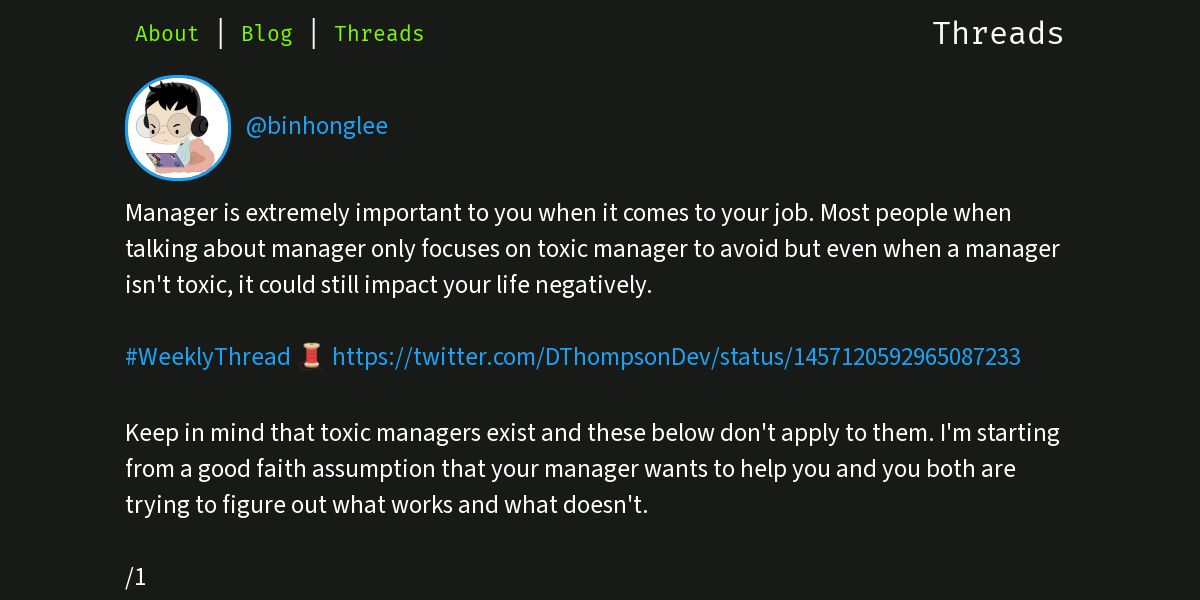 About | Blog | Threads
Threads
@binhonglee
Manager is extremely important to you when it comes to your job. Most people when
talking about manager only focuses on toxic manager to avoid but even when a manager
isn't toxic, it could still impact your life negatively.
#WeeklyThread 🧵 https://twitter.com/DThompsonDev/status/1457120592965087233
Keep in mind that toxic managers exist and these below don't apply to them. I'm starting
from a good faith assumption that your manager wants to help you and you both are
trying to figure out what works and what doesn't.
/1